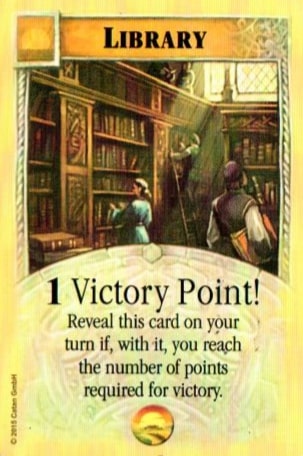 LIBRARY
1 Victory Point!
Reveal this card on your
turn if, with it, you reach
the number of points
required for victory.
© 2015 Catan GmbH